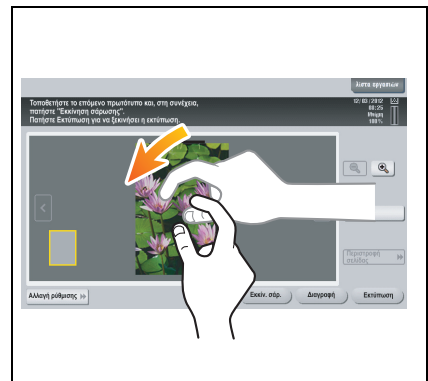 λίστα εργασιών
Τοποθετήστε το επόμενο πρωτότυπο και, στη συνέχεια,
πατήστε "Εκκίνηση σάρωσης".
Πατήστε Εκτύπωση για να ξεκινήσει η εκτύπωση.
12/03/2012
08:25
Μνήμη
100%
Περιστροφή
σελίδας
Αλλαγή ρύθμισης
Εκκίν. σάρ.
Διαγραφή
Εκτύπωση